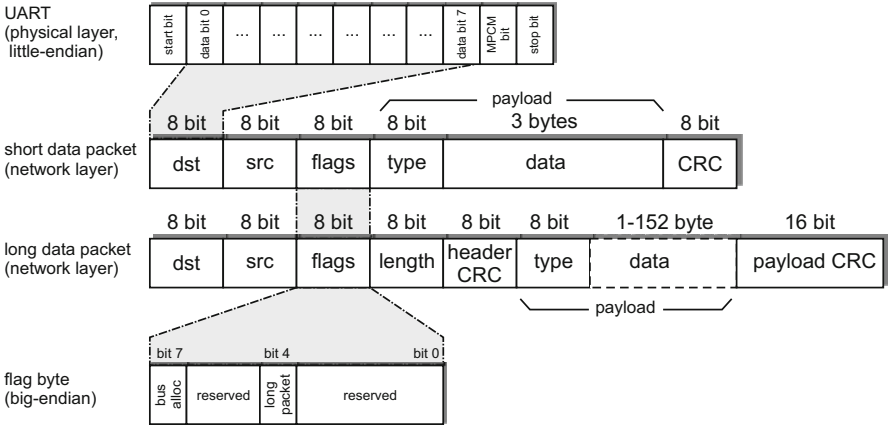 UART
(physical layer,
little-endian)
start bit
data bit 0
...
...
...
...
...
...
data bit 7
MPCM
bit
stop bit
payload
8 bit 8 bit 8 bit 8 bit 3 bytes 8 bit
short data packet
(network layer)
dst src flags type data CRC
8 bit 8 bit 8 bit 8 bit 8 bit 8 bit 1-152 byte 16 bit
long data packet
(network layer)
dst src flags length header
CRC type data payload CRC
payload
bit 7 bit 4 bit 0
flag byte
(big-endian)
bus
alloc
reserved
long
packet
reserved